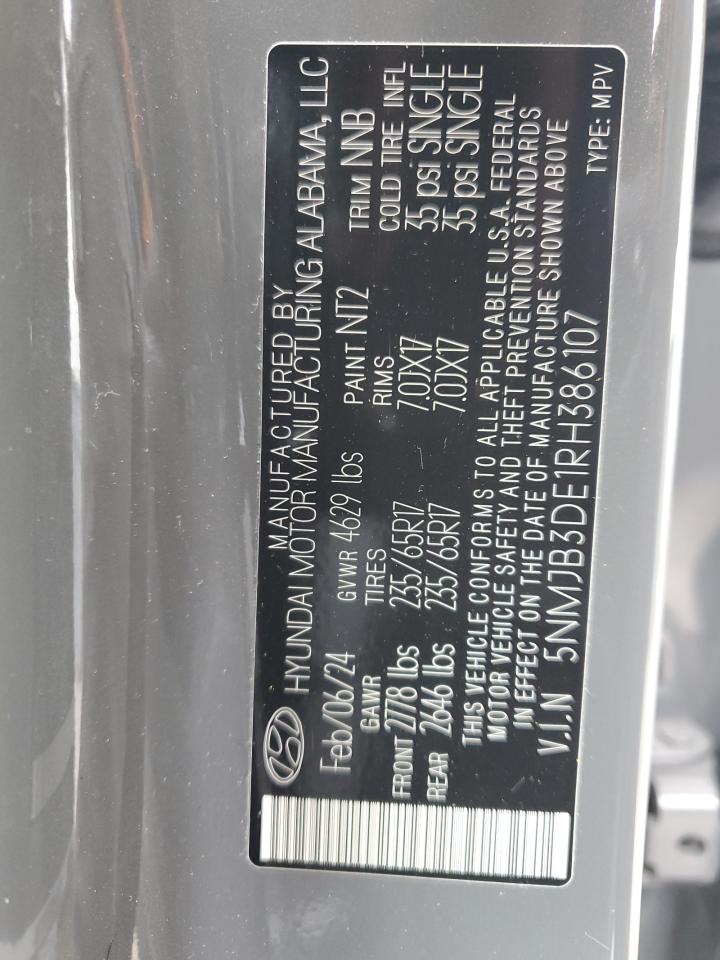 MANUFACTURED BY
HYUNDAI MOTOR MANUFACTURING ALABAMA, LLC
Feb/06/24 GVWR 4629 lbs PAINT NT2 TRIM NNB
GAWR TIRES RIMS COLD TIRE INFL
FRONT 2778 lbs 235/65R17 7.0JX17 35 psi SINGLE
REAR 2646 lbs 235/65R17 7.0JX17 35 psi SINGLE
THIS VEHICLE CONFORMS TO ALL APPLICABLE U.S.A. FEDERAL
MOTOR VEHICLE SAFETY AND THEFT PREVENTION STANDARDS
IN EFFECT ON THE DATE OF MANUFACTURE SHOWN ABOVE
V.I.N 5NMJB3DE1RH386107 TYPE: MPV